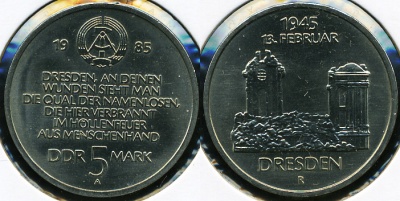 19 85
DRESDEN, AN DEINEN
WUNDEN SIEHT MAN
DIE QUAL DER NAMENLOSEN,
DIE HIER VERBRANNT
IM HÖLLENFEUER
AUS MENSCHENHAND
DDR 5 MARK
A
1945
13. FEBRUAR
DRESDEN
R